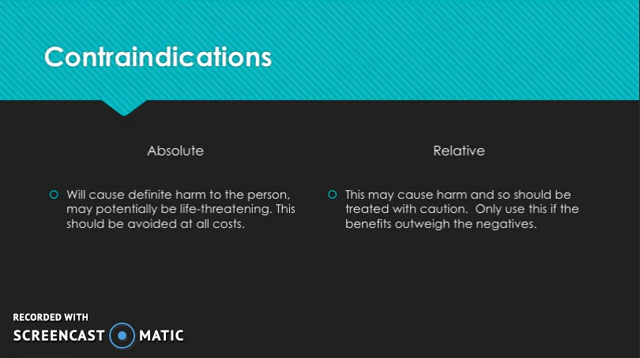 Contraindications
Absolute
Will cause definite harm to the person,
may potentially be life-threatening. This
should be avoided at all costs.
Relative
This may cause harm and so should be
treated with caution.  Only use this if the
benefits outweigh the negatives.
RECORDED WITH
SCREENCAST MATIC